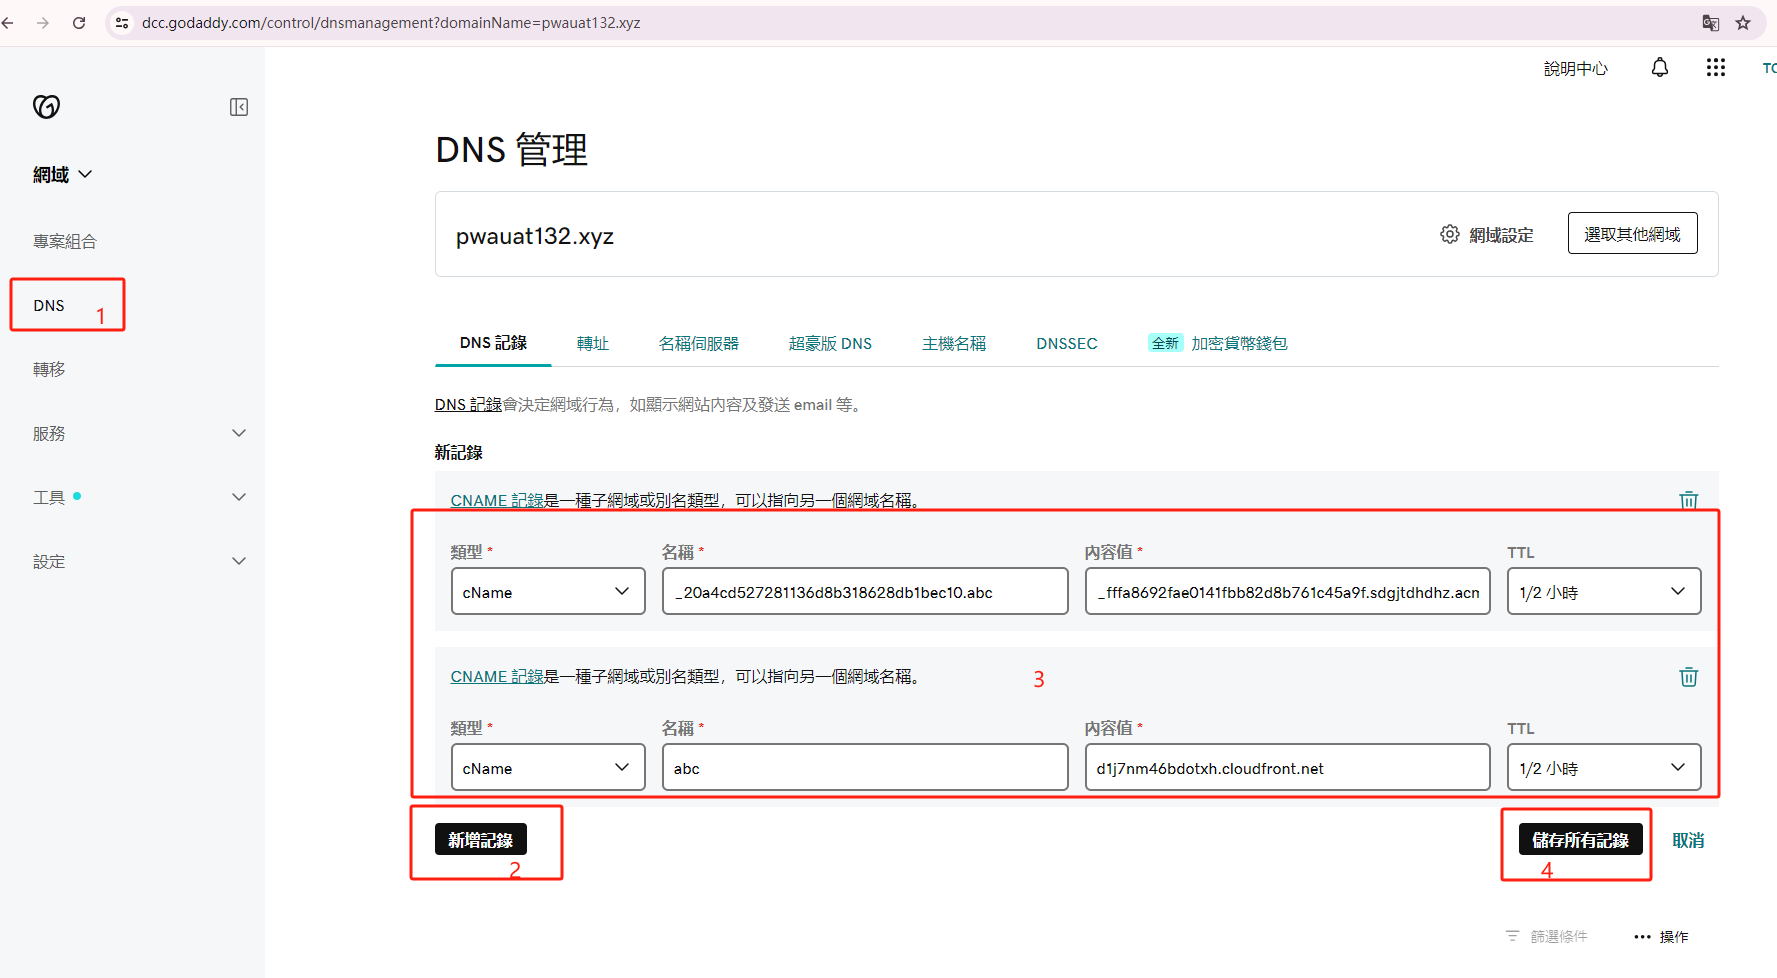 dcc.godaddy.com/control/dnsmanagement?domainName=pwauat132.xyz
說明中心
TC
網域
專案組合
DNS
1
轉移
服務
工具
設定
DNS 管理
pwauat132.xyz
網域設定
選取其他網域
DNS 記錄
轉址
名稱伺服器
超豪版 DNS
主機名稱
DNSSEC
全新 加密貨幣錢包
DNS 記錄會決定網域行為，如顯示網站內容及發送 email 等。
新記錄
CNAME 記錄是一種子網域或別名類型，可以指向另一個網域名稱。
類型 *
名稱 *
內容值 *
TTL
cName
_20a4cd527281136d8b318628db1bec10.abc
_fffa8692fae0141fbb82d8b761c45a9f.sdgjtdhdhz.acm
1/2 小時
CNAME 記錄是一種子網域或別名類型，可以指向另一個網域名稱。
3
類型 *
名稱 *
內容值 *
TTL
cName
abc
d1j7nm46bdotxh.cloudfront.net
1/2 小時
新增記錄
2
儲存所有記錄
4
取消
篩選條件
操作